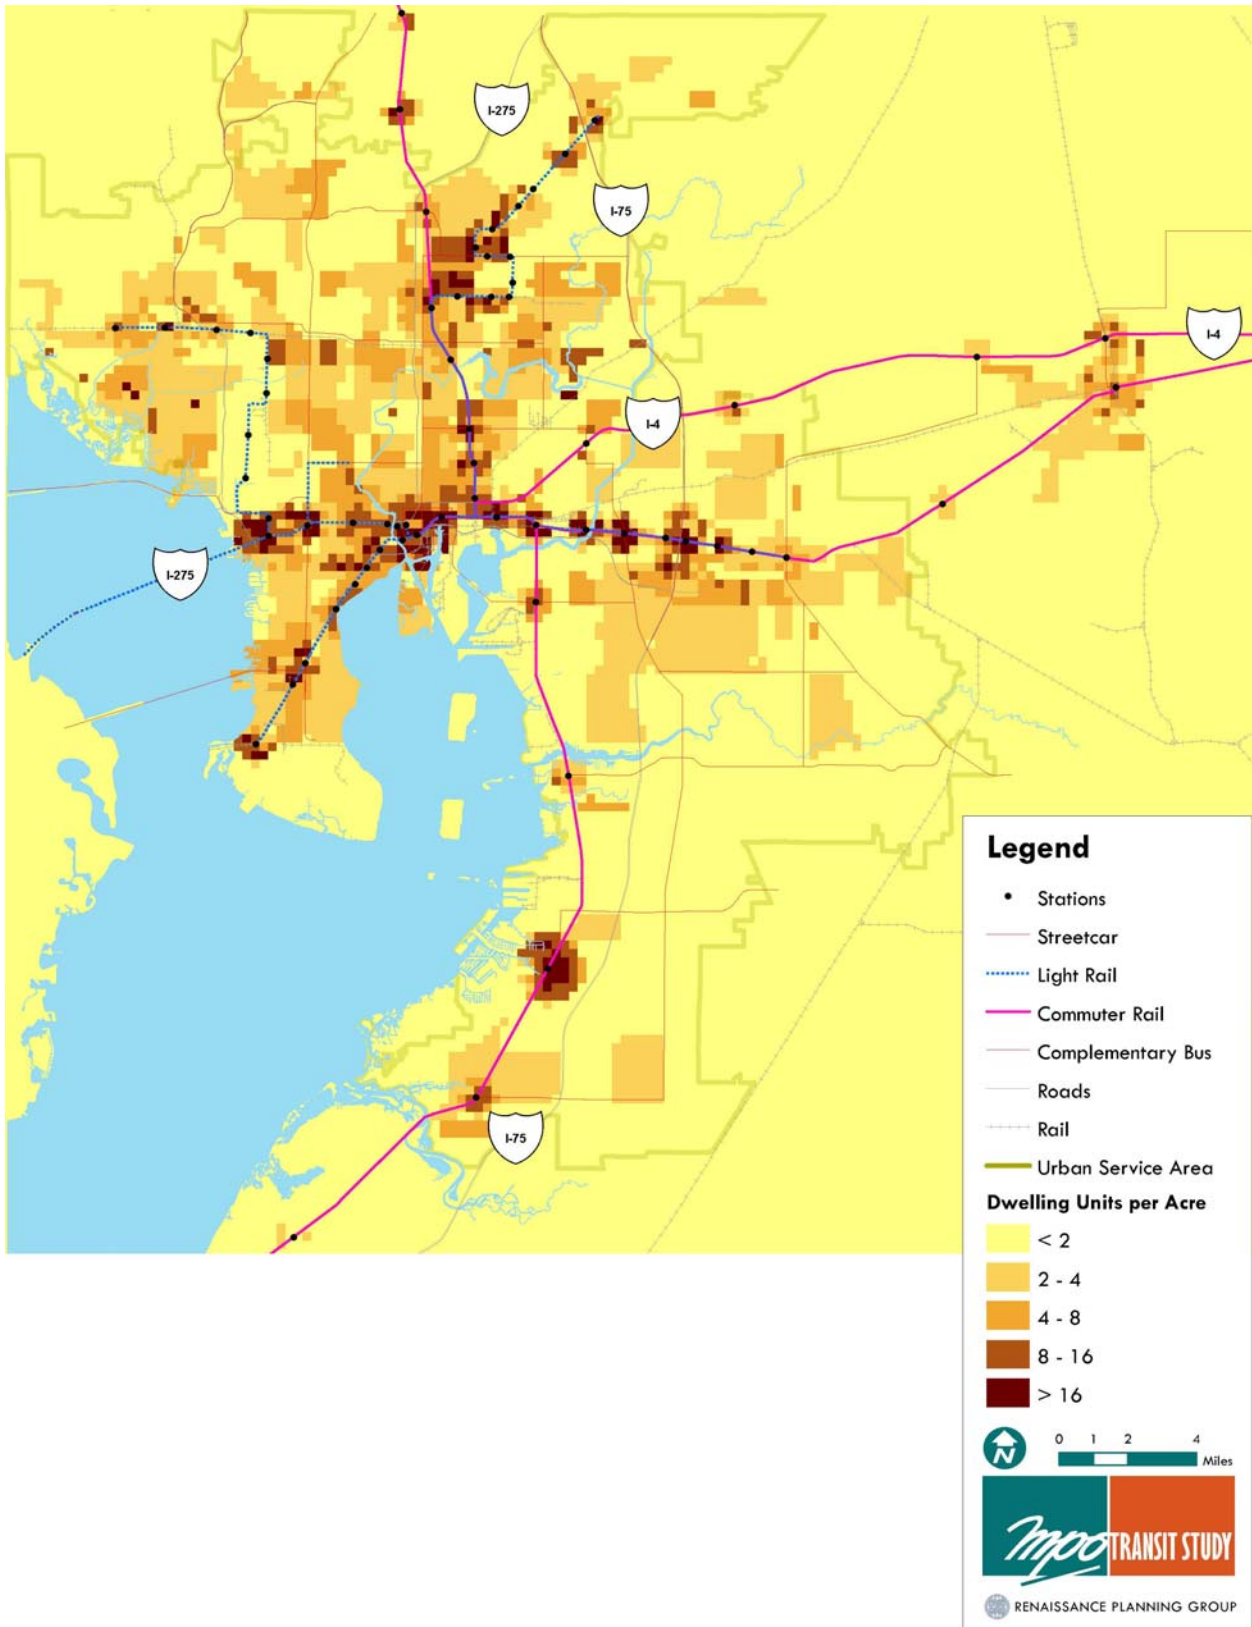 I-275
I-75
I-4
I-4
I-275
I-75
Legend
Stations
Streetcar
Light Rail
Commuter Rail
Complementary Bus
Roads
Rail
Urban Service Area
Dwelling Units per Acre
< 2
2 - 4
4 - 8
8 - 16
> 16
N
0 1 2 4
Miles
mpo TRANSIT STUDY
RENAISSANCE PLANNING GROUP